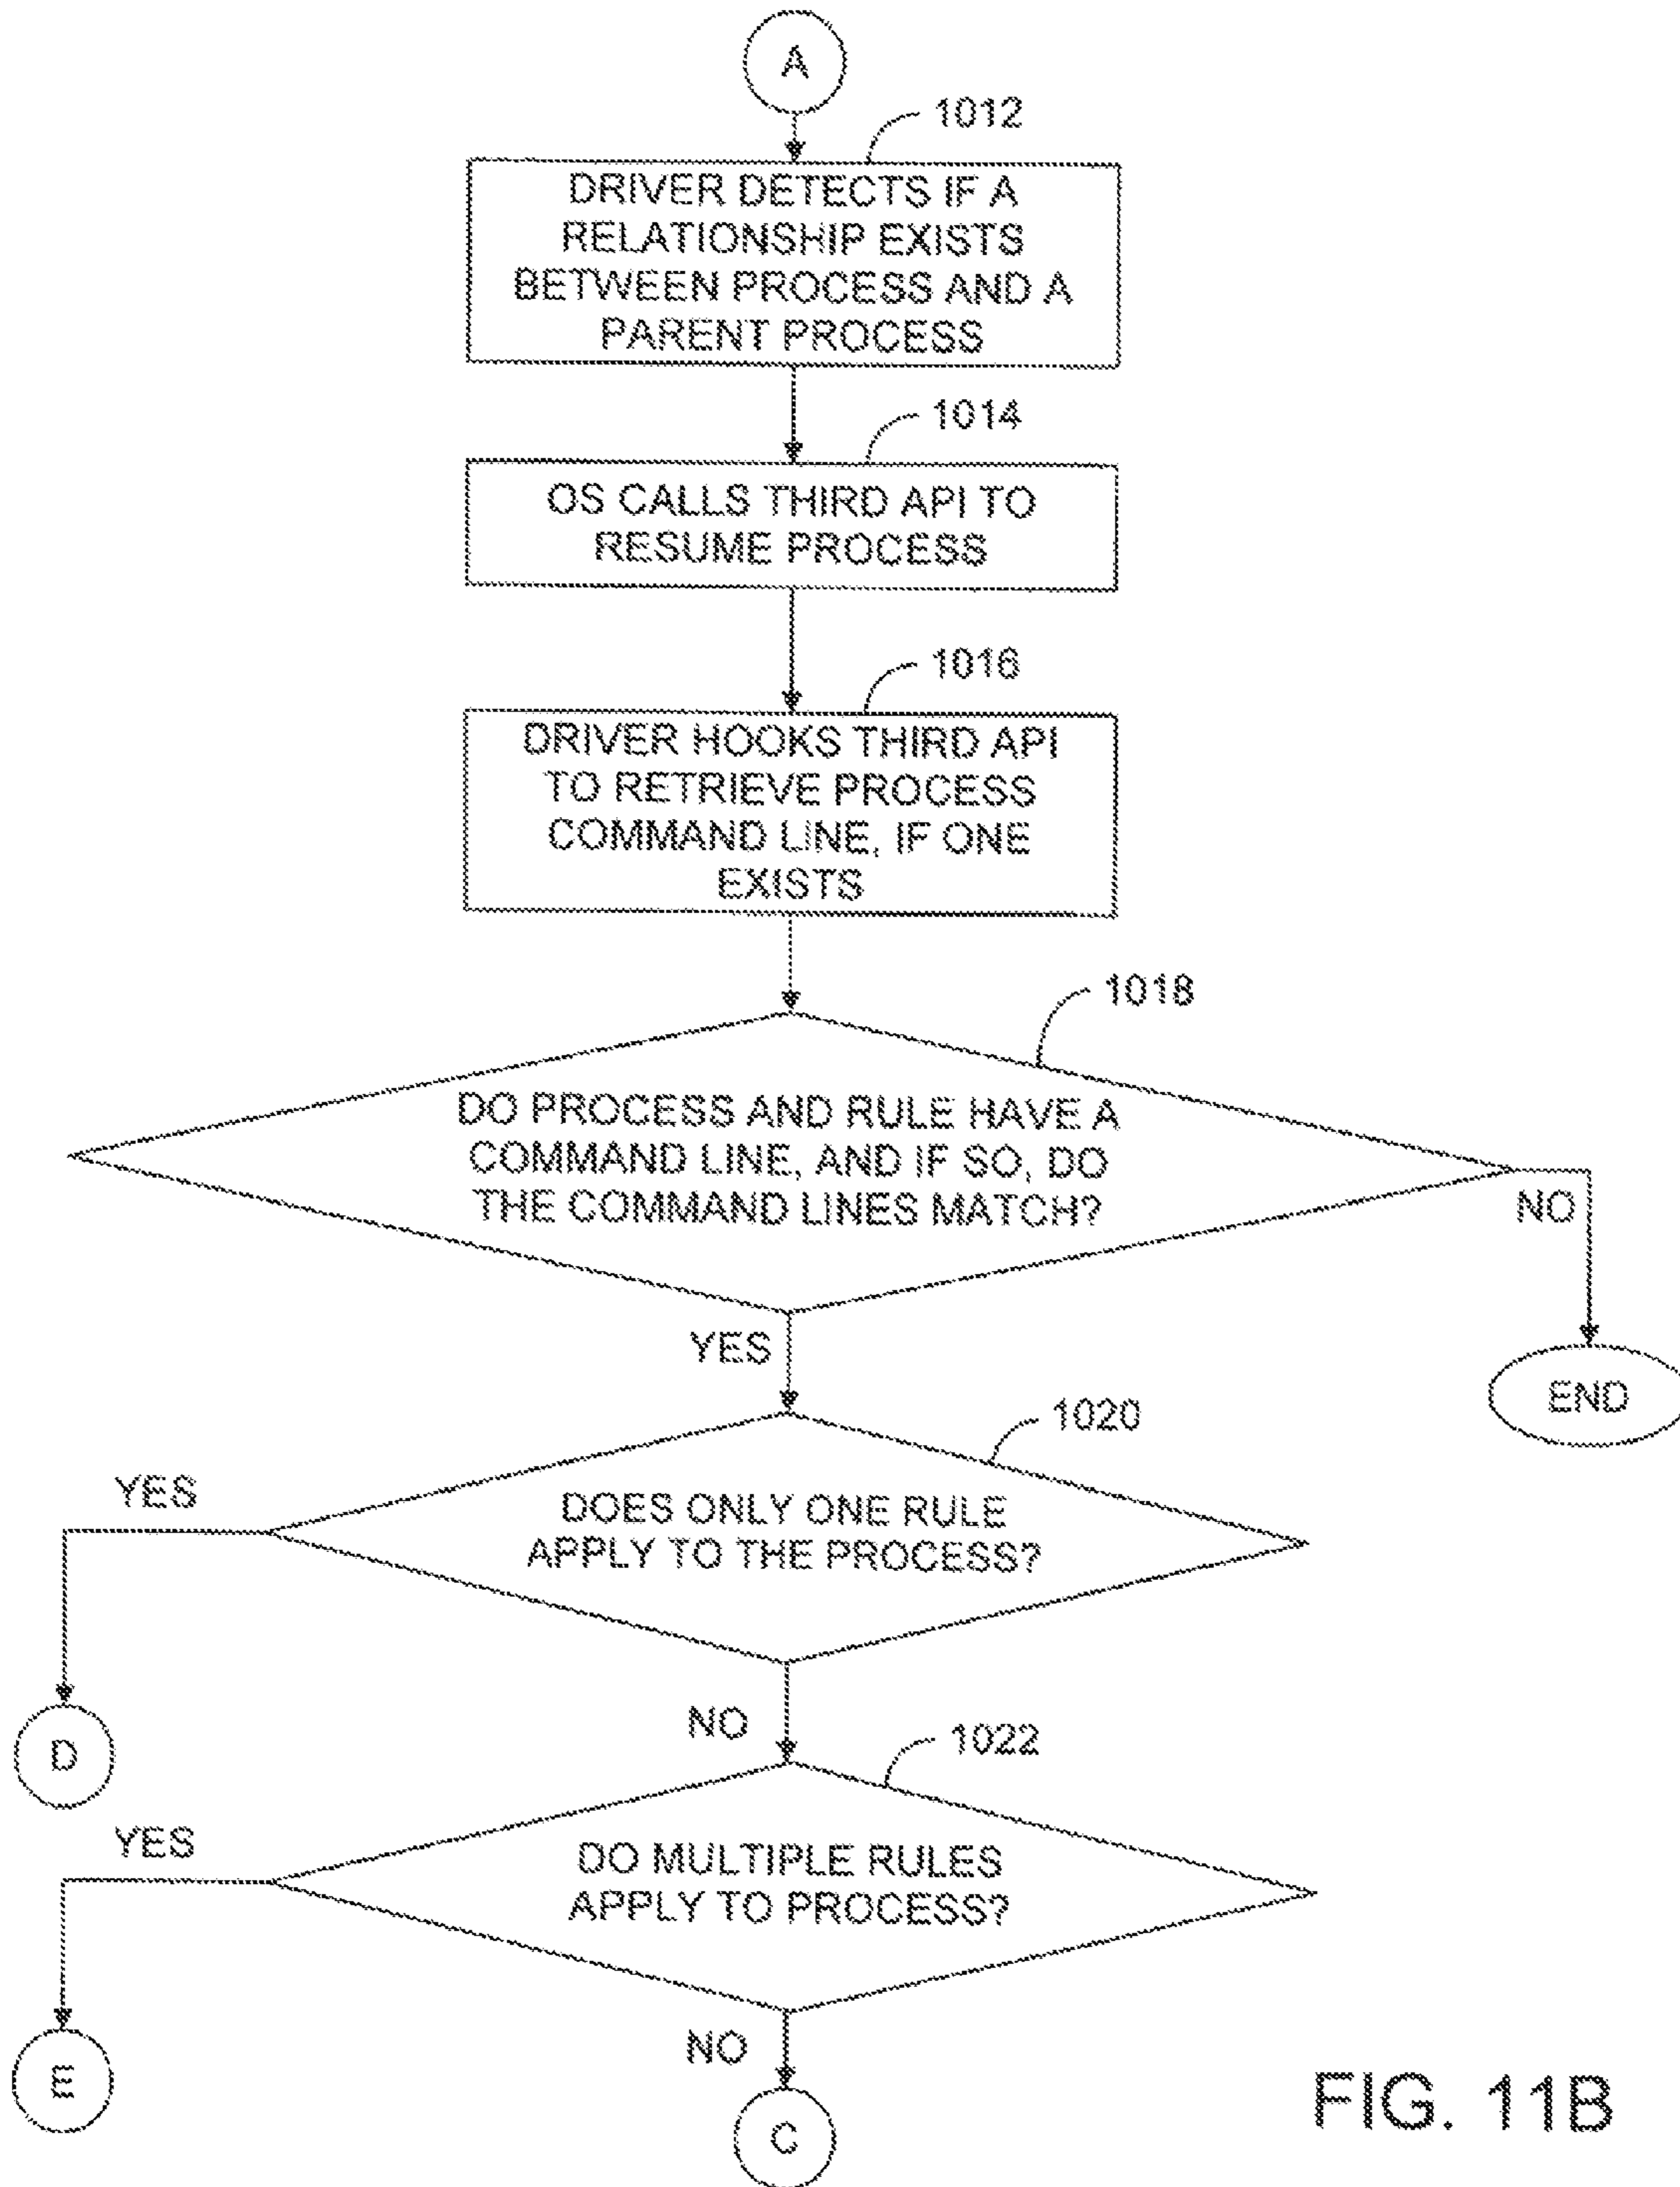 A
1012
DRIVER DETECTS IF A
RELATIONSHIP EXISTS
BETWEEN PROCESS AND A
PARENT PROCESS
1014
OS CALLS THIRD API TO
RESUME PROCESS
1016
DRIVER HOOKS THIRD API
TO RETRIEVE PROCESS
COMMAND LINE, IF ONE
EXISTS
1018
DO PROCESS AND RULE HAVE A
COMMAND LINE, AND IF SO, DO
THE COMMAND LINES MATCH?
NO
YES
END
1020
YES
DOES ONLY ONE RULE
APPLY TO THE PROCESS?
NO
D
1022
YES
DO MULTIPLE RULES
APPLY TO PROCESS?
NO
E
C
FIG. 11B